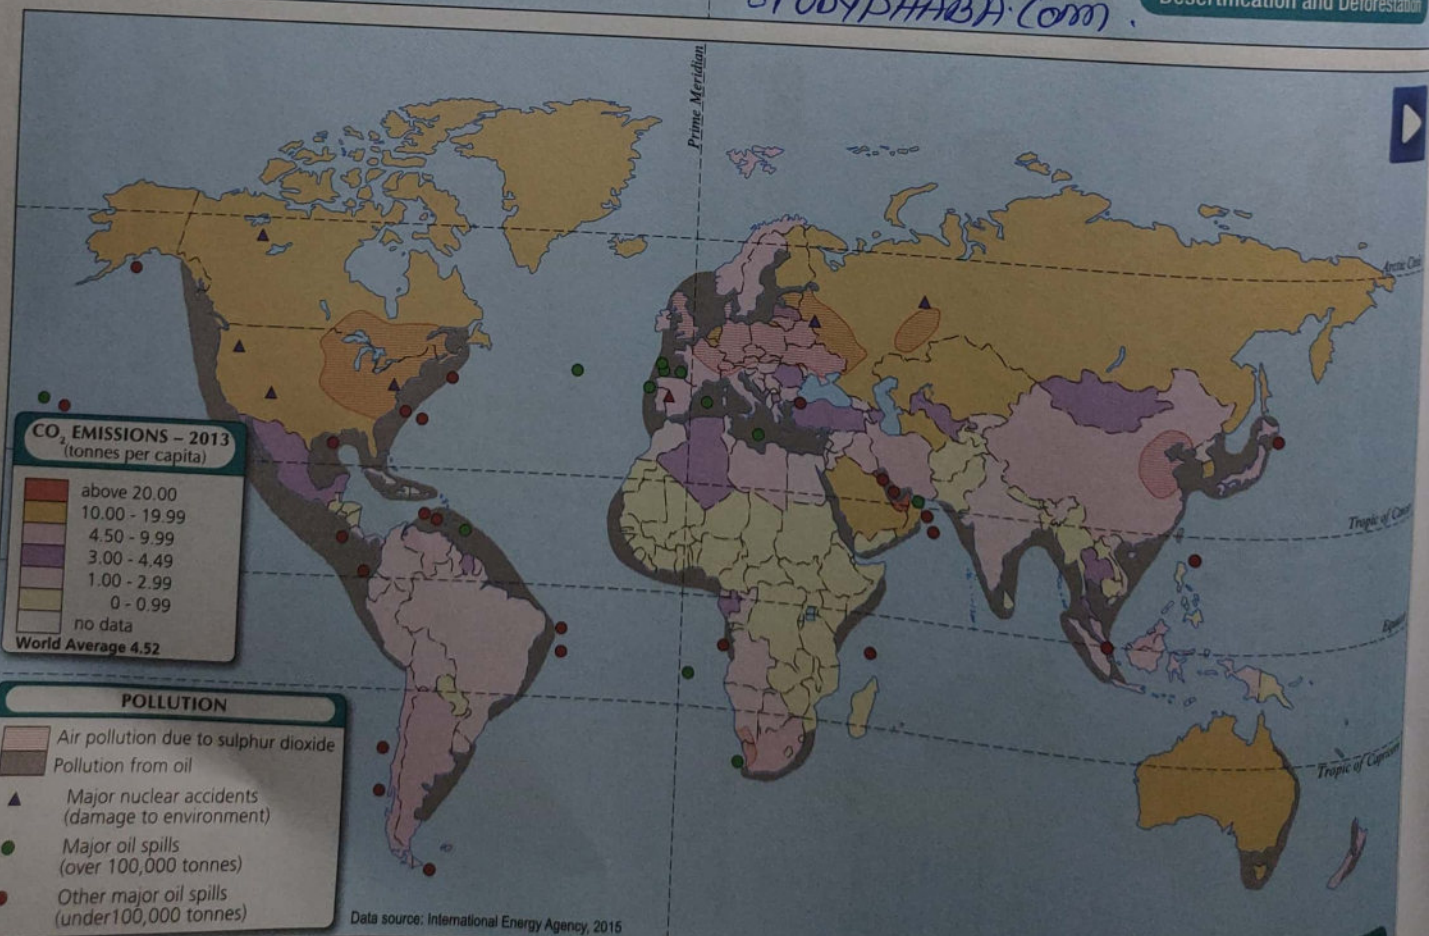 STUDYBHAABA.Com.
Desertification and Deforestation
Prime Meridian
Arctic Circ
Tropic of Cancer
Equator
Tropic of Capricorn
CO2 EMISSIONS – 2013
(tonnes per capita)
above 20.00
10.00 - 19.99
4.50 - 9.99
3.00 - 4.49
1.00 - 2.99
0 - 0.99
no data
World Average 4.52
POLLUTION
Air pollution due to sulphur dioxide
Pollution from oil
Major nuclear accidents
(damage to environment)
Major oil spills
(over 100,000 tonnes)
Other major oil spills
(under100,000 tonnes)
Data source: International Energy Agency, 2015